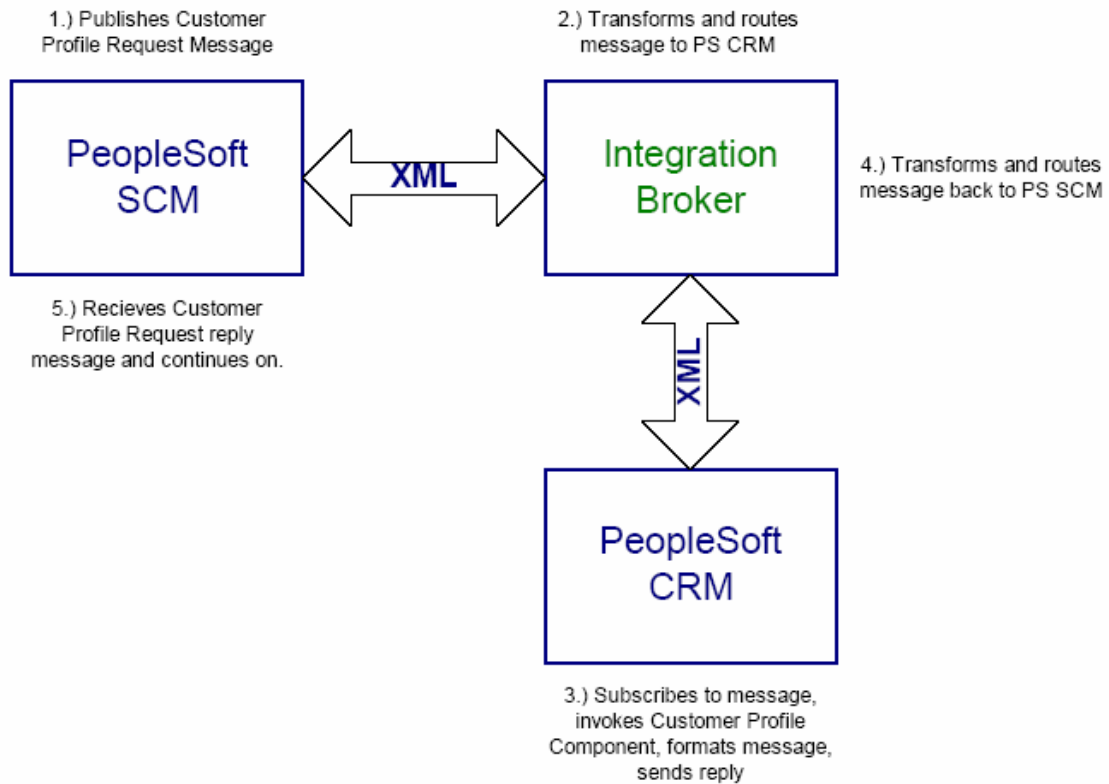 1.) Publishes Customer
Profile Request Message
2.) Transforms and routes
message to PS CRM
PeopleSoft
SCM
XML
Integration
Broker
4.) Transforms and routes
message back to PS SCM
5.) Recieves Customer
Profile Request reply
message and continues on.
XML
PeopleSoft
CRM
3.) Subscribes to message,
invokes Customer Profile
Component, formats message,
sends reply